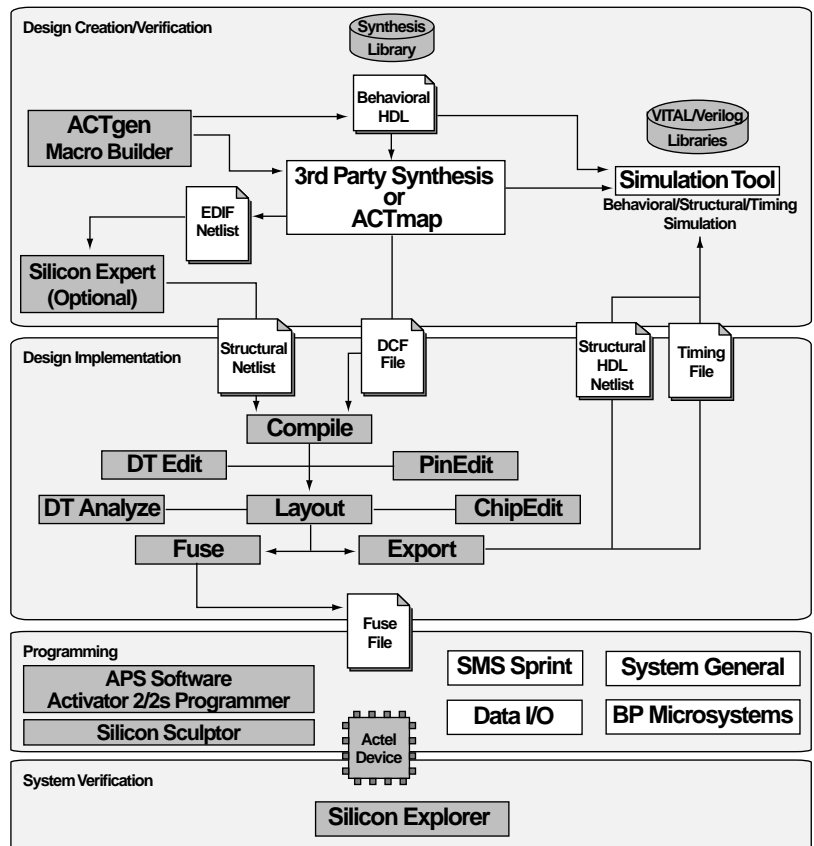 Design Creation/Verification
Synthesis
Library
Behavioral
HDL
ACTgen
Macro Builder
VITAL/Verilog
Libraries
3rd Party Synthesis
or
ACTmap
Simulation Tool
Behavioral/Structural/Timing
Simulation
EDIF
Netlist
Silicon Expert
(Optional)
Design Implementation
Structural
Netlist
DCF
File
Structural
HDL
Netlist
Timing
File
Compile
DT Edit
PinEdit
DT Analyze
Layout
ChipEdit
Fuse
Export
Fuse
File
Programming
APS Software
Activator 2/2s Programmer
Silicon Sculptor
SMS Sprint
System General
Data I/O
BP Microsystems
Actel
Device
System Verification
Silicon Explorer